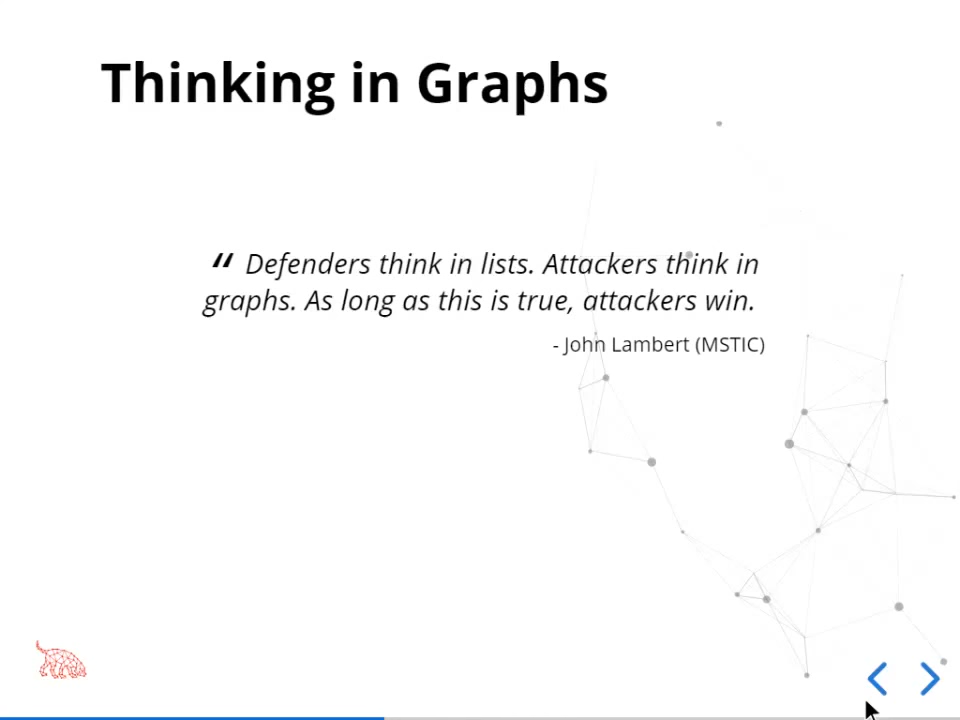 Thinking in Graphs
“ Defenders think in lists. Attackers think in
graphs. As long as this is true, attackers win.
- John Lambert (MSTIC)